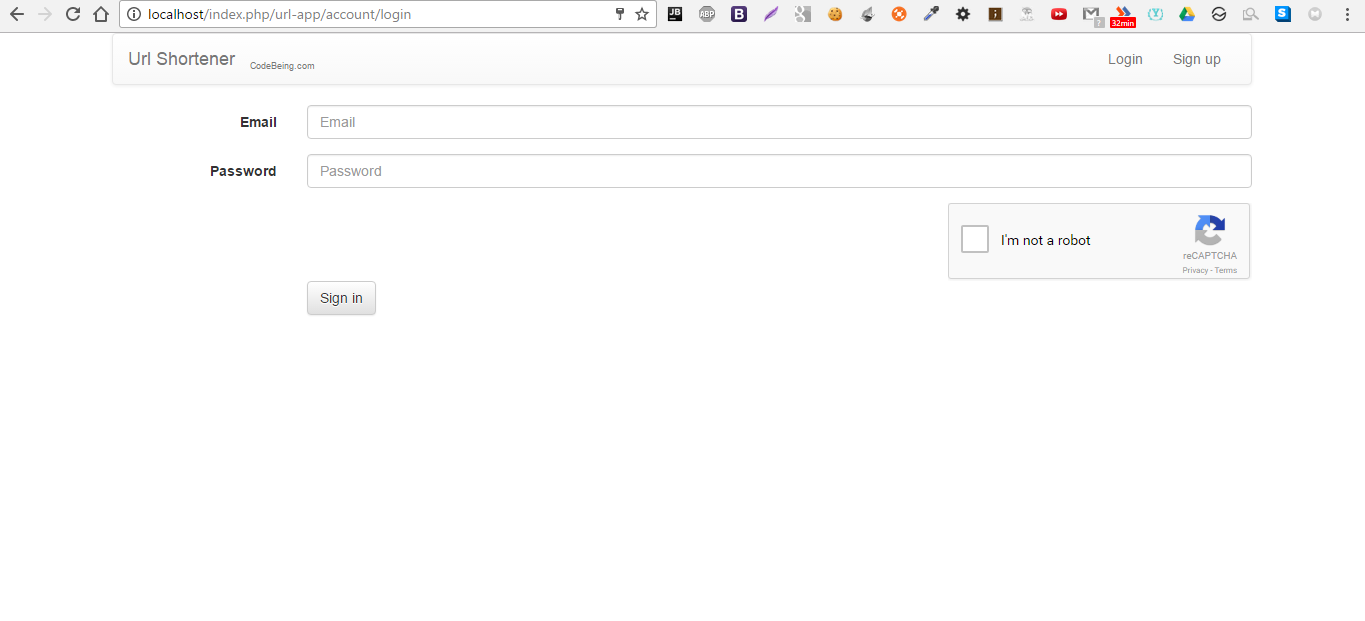 localhost/index.php/url-app/account/login
JB
ABP
B
S
32min
Url Shortener CodeBeing.com Login Sign up
Email Email
Password Password
I'm not a robot
reCAPTCHA
Privacy - Terms
Sign in